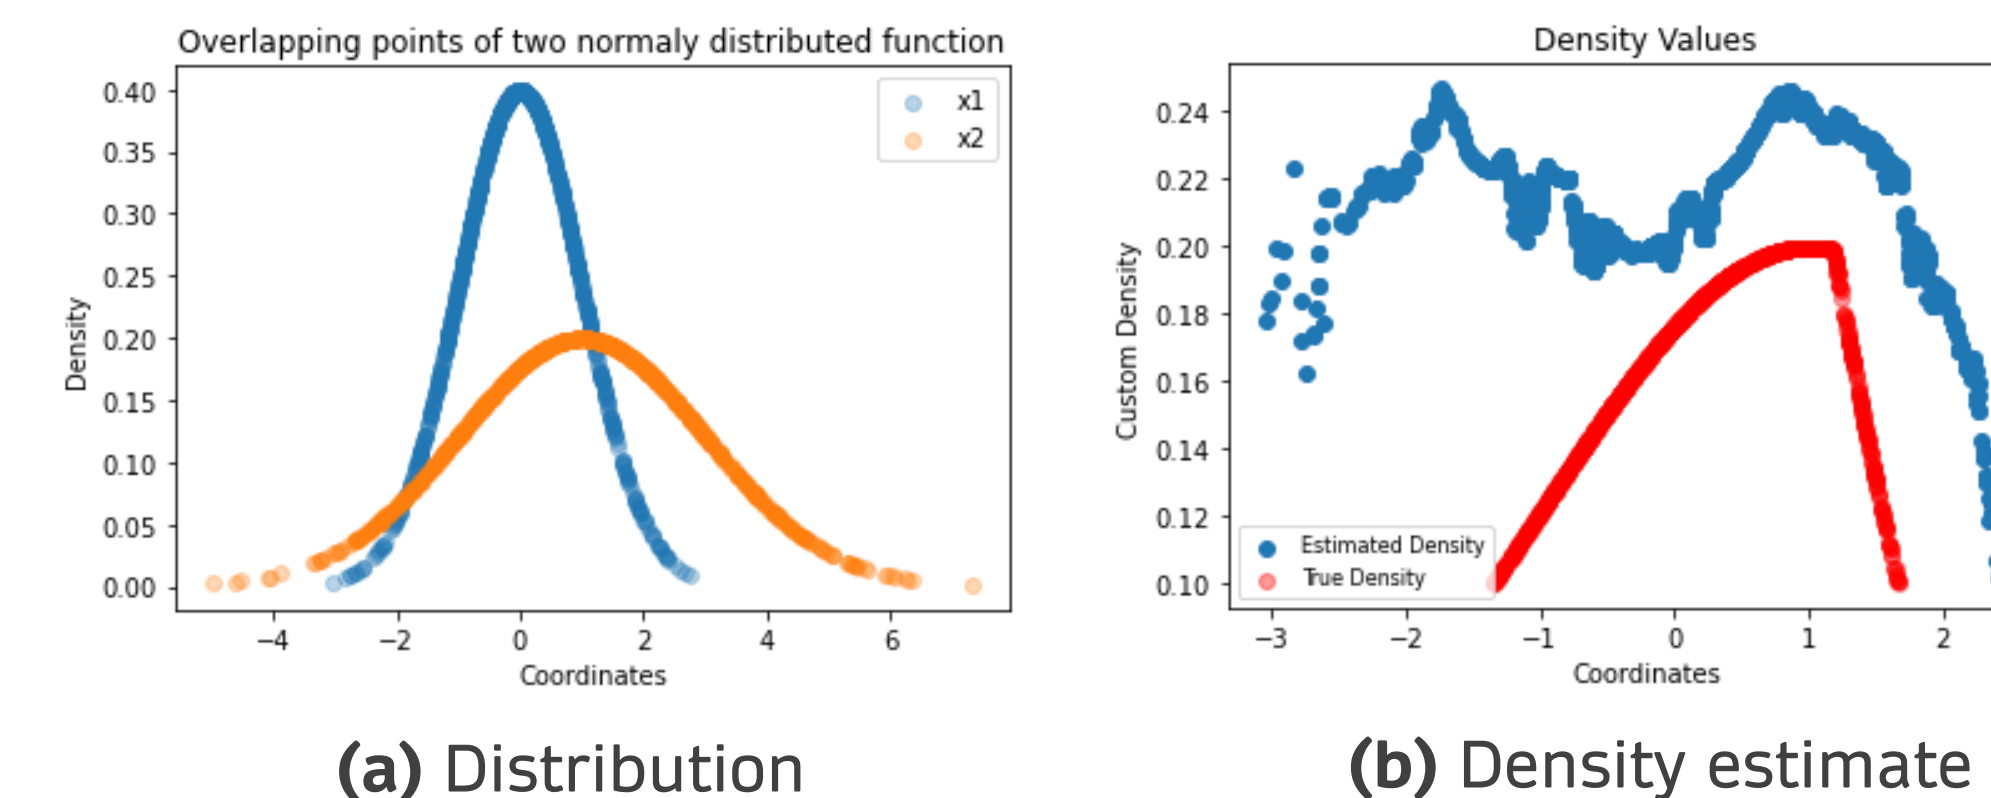 Overlapping points of two normaly distributed function
x1
x2
0.40
0.35
0.30
0.25
0.20
0.15
0.10
0.05
0.00
Density
−4
−2
0
2
4
6
Coordinates
(a) Distribution
Density Values
0.24
0.22
0.20
0.18
0.16
0.14
0.12
0.10
Custom Density
Estimated Density
True Density
−3
−2
−1
0
1
2
Coordinates
(b) Density estimate